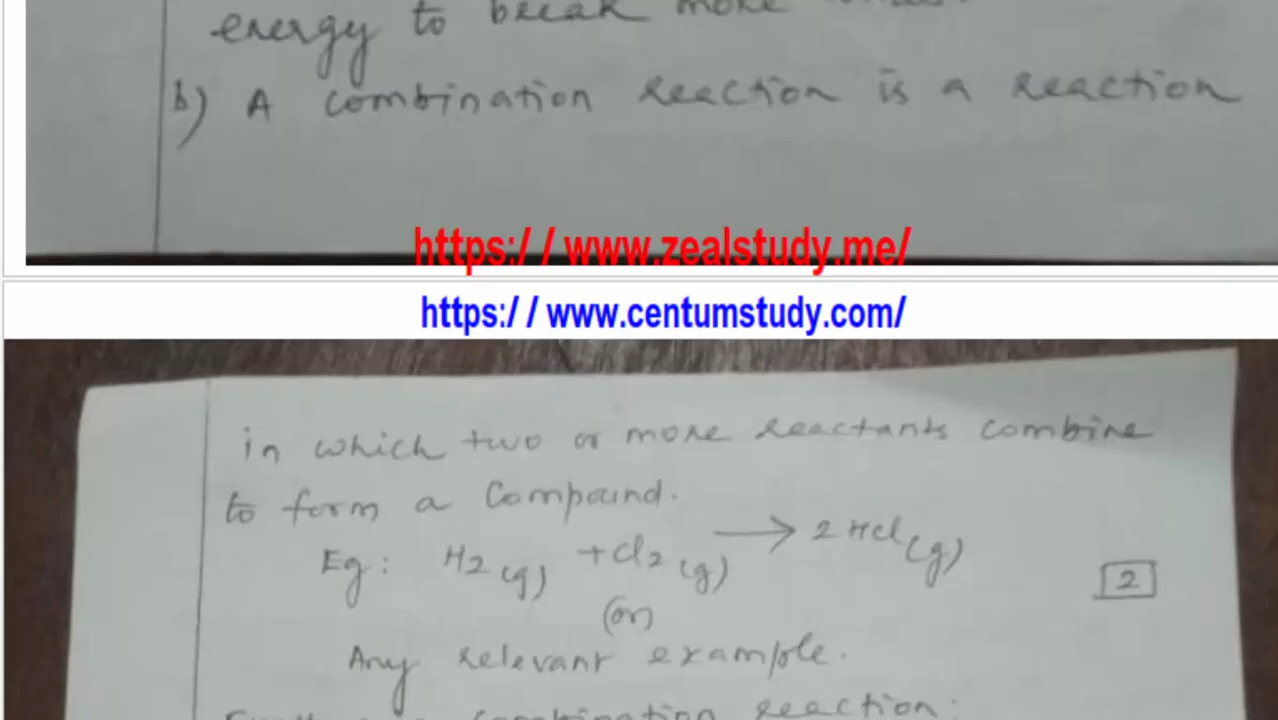 energy to break more
b) A combination reaction is a reaction
https://www.zealstudy.me/
https://www.centumstudy.com/
in which two or more reactants combine
to form a compound.
Eg: H2(g) + Cl2(g) → 2HCl(g)
(or)
2
Any relevant example.
combination reaction: